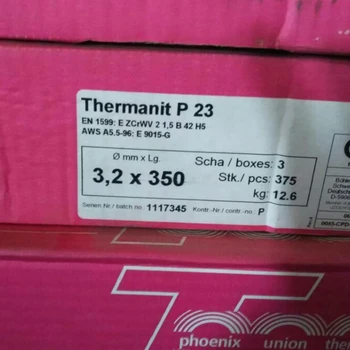 Thermanit P 23
EN 1599: E ZCrWV 2 1,5 B 42 H5
AWS A5.5-96: E 9015-G
Ø mm x Lg.
3,2 x 350
Scha / boxes: 3
Stk./ pcs: 375
kg: 12.6
Serien.Nr / batch no. 1117345 Kontr.-Nr / contr.-no. P
phoenix union ther